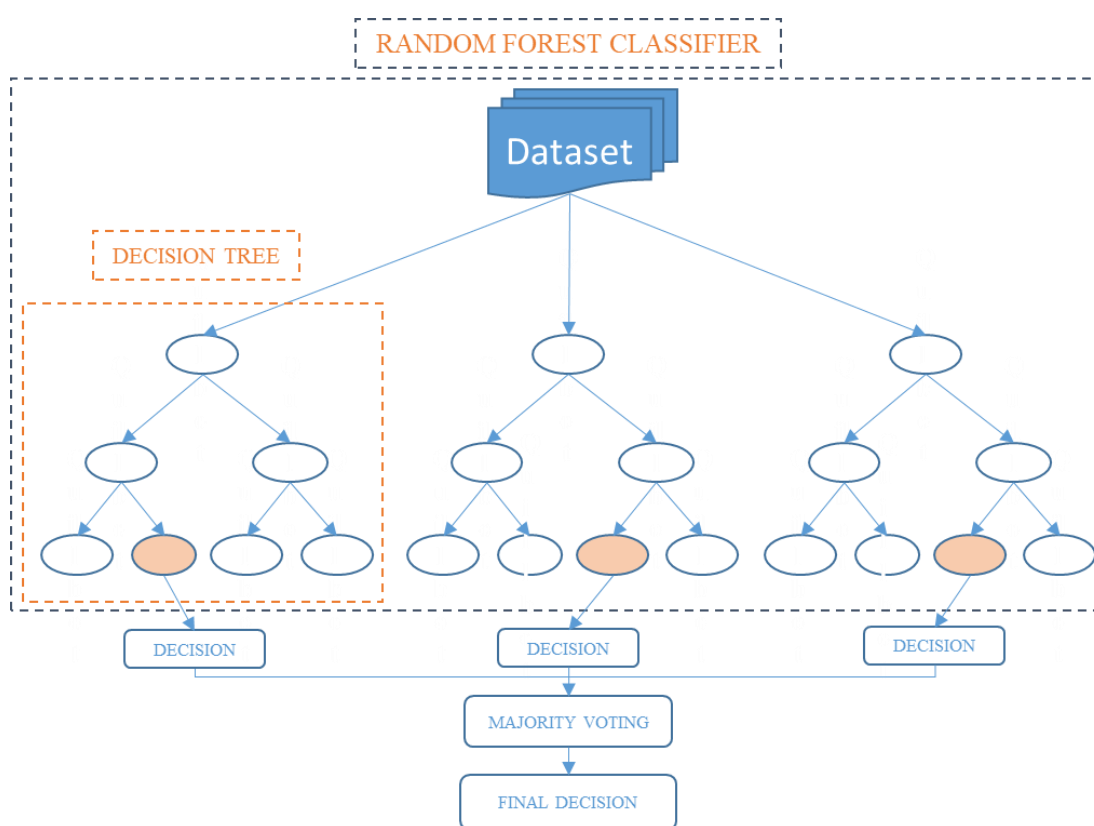 RANDOM FOREST CLASSIFIER
Dataset
DECISION TREE
DECISION
DECISION
DECISION
MAJORITY VOTING
FINAL DECISION